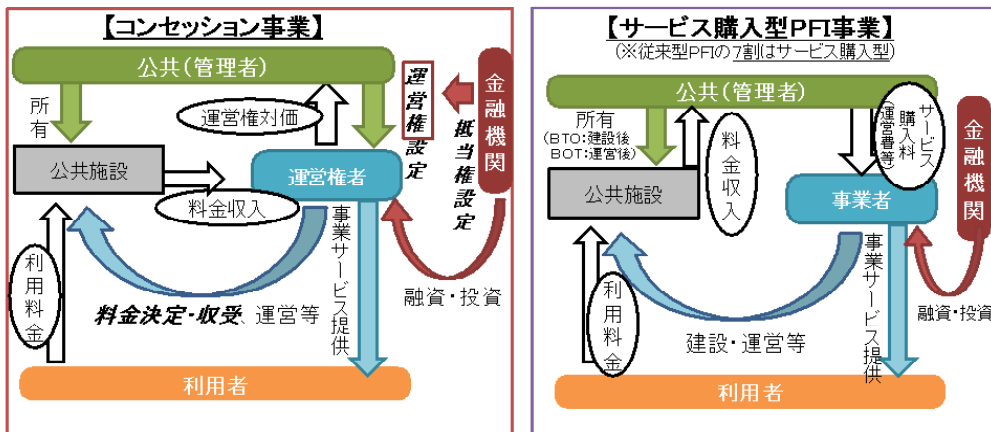 【コンセッション事業】
公共(管理者)
所有
運営権対価
運営権設定
抵当権設定
金融機関
公共施設
運営権者
料金収入
利用料金
料金決定・収受、運営等
事業サービス提供
融資・投資
利用者
【サービス購入型PFI事業】
(※従来型PFIの7割はサービス購入型)
公共(管理者)
所有
(BTO:建設後
BOT:運営後)
料金収入
サービス
購入料
(運営費等)
金融機関
公共施設
事業者
利用料金
建設・運営等
事業サービス提供
融資・投資
利用者